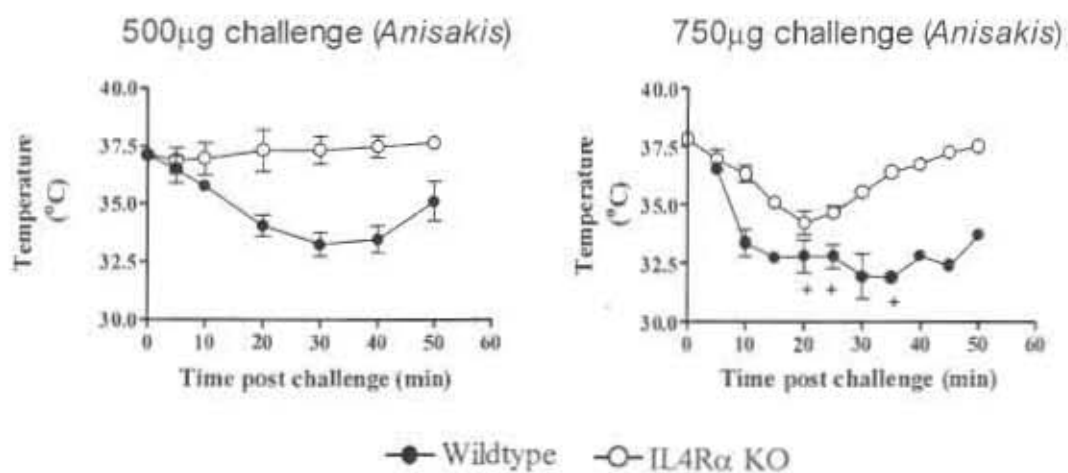 500µg challenge (Anisakis)
750µg challenge (Anisakis)
40.0
37.5
35.0
32.5
30.0
Temperature
(°C)
0 10 20 30 40 50 60
Time post challenge (min)
40.0
37.5
35.0
32.5
30.0
Temperature
(°C)
+ + +
0 10 20 30 40 50 60
Time post challenge (min)
Wildtype
IL4Rα KO